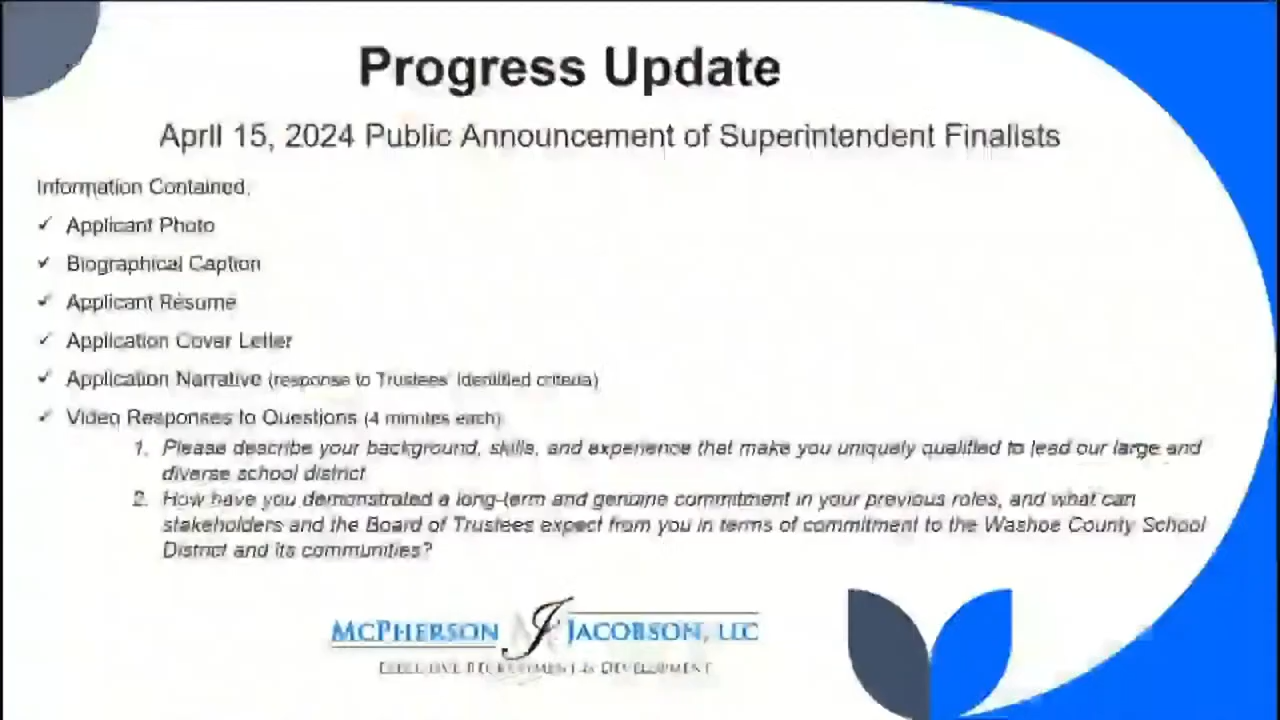 Progress Update
April 15, 2024 Public Announcement of Superintendent Finalists
Information Contained:
✓ Applicant Photo
✓ Biographical Caption
✓ Applicant Résumé
✓ Application Cover Letter
✓ Application Narrative (response to Trustees' identified criteria)
✓ Video Responses to Questions (4 minutes each)
1. Please describe your background, skills, and experience that make you uniquely qualified to lead our large and
diverse school district
2. How have you demonstrated a long-term and genuine commitment in your previous roles, and what can
stakeholders and the Board of Trustees expect from you in terms of commitment to the Washoe County School
District and its communities?
MCPHERSON J JACOBSON, LLC
EXECUTIVE RECRUITMENT & DEVELOPMENT